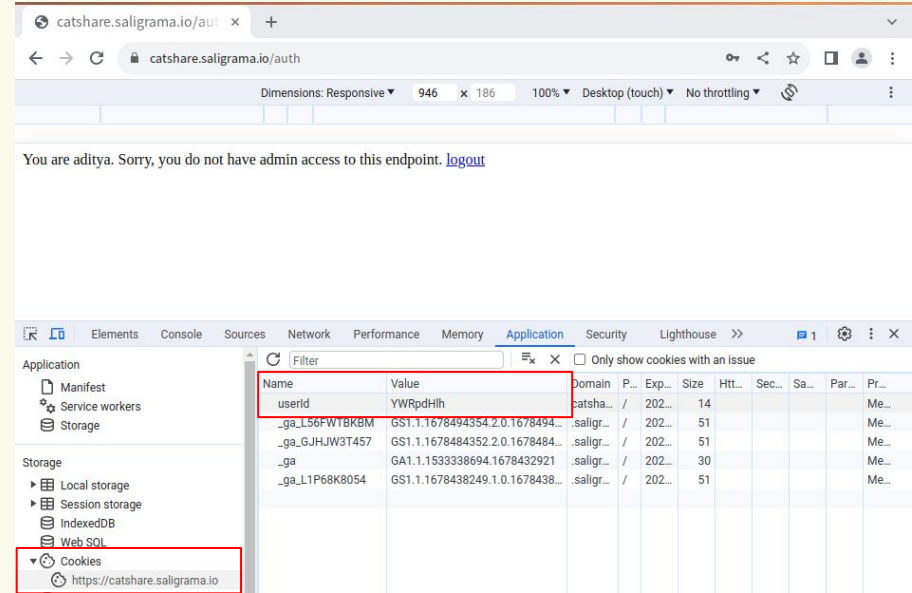 catshare.saligrama.io/aut
catshare.saligrama.io/auth
Dimensions: Responsive 946 x 186 100% Desktop (touch) No throttling
You are aditya. Sorry, you do not have admin access to this endpoint. logout
Elements Console Sources Network Performance Memory Application Security Lighthouse 1
Application
Manifest
Service workers
Storage
Storage
Local storage
Session storage
IndexedDB
Web SQL
Cookies
https://catshare.saligrama.io
Filter Only show cookies with an issue
Name Value Domain P... Exp... Size Htt... Sec... Sa... Par... Pr...
userId YWRpdHlh catsha... / 202... 14 Me...
_ga_L56FWTBKBM GS1.1.1678494354.2.0.1678494... .saligr... / 202... 51 Me...
_ga_GJHJW3T457 GS1.1.1678484352.2.0.1678484... .saligr... / 202... 51 Me...
_ga GA1.1.1533338694.1678432921 .saligr... / 202... 30 Me...
_ga_L1P68K8054 GS1.1.1678438249.1.0.1678438... .saligr... / 202... 51 Me...